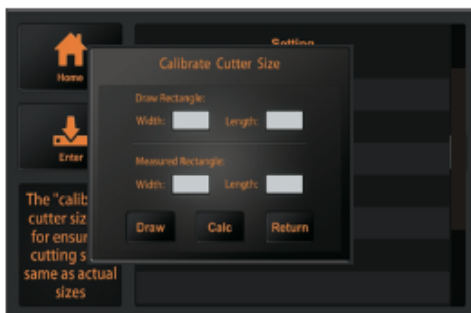 Setting
Home
Calibrate Cutter Size
Draw Rectangle:
Width: Length:
Enter
Measured Rectangle:
Width: Length:
Draw Calc Return
The "calib
cutter siz
for ensur
cutting s
same as actual
sizes